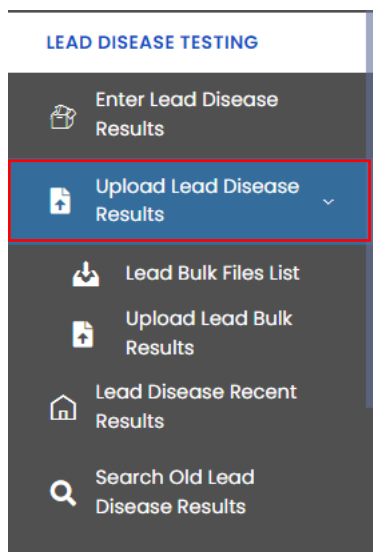 LEAD DISEASE TESTING
Enter Lead Disease
Results
Upload Lead Disease
Results
Lead Bulk Files List
Upload Lead Bulk
Results
Lead Disease Recent
Results
Search Old Lead
Disease Results